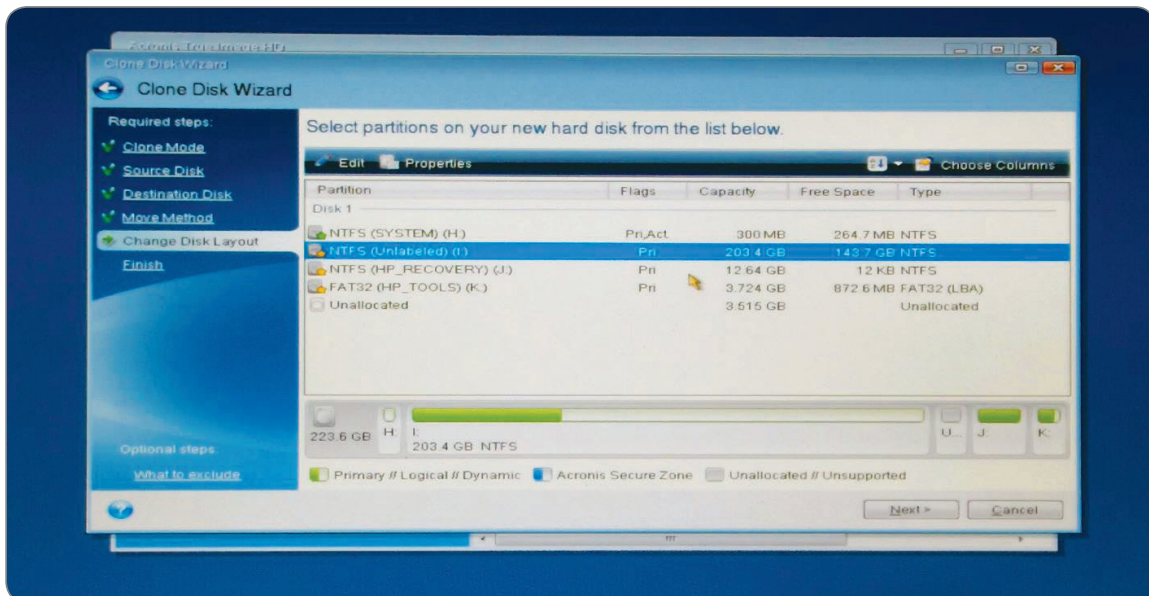 Acronis True Image HD
Clone Disk Wizard
Clone Disk Wizard
Required steps:
Clone Mode
Source Disk
Destination Disk
Move Method
Change Disk Layout
Finish
Optional steps:
What to exclude
Select partitions on your new hard disk from the list below.
Edit Properties Choose Columns
Partition Flags Capacity Free Space Type
Disk 1
NTFS (SYSTEM) (H:) Pri,Act. 300 MB 264.7 MB NTFS
NTFS (Unlabeled) (I:) Pri 203.4 GB 143.7 GB NTFS
NTFS (HP_RECOVERY) (J:) Pri 12.64 GB 12 KB NTFS
FAT32 (HP_TOOLS) (K:) Pri 3.724 GB 872.6 MB FAT32 (LBA)
Unallocated 3.515 GB Unallocated
223.6 GB H: I: U... J: K:
203.4 GB NTFS
Primary // Logical // Dynamic Acronis Secure Zone Unallocated // Unsupported
Next > Cancel